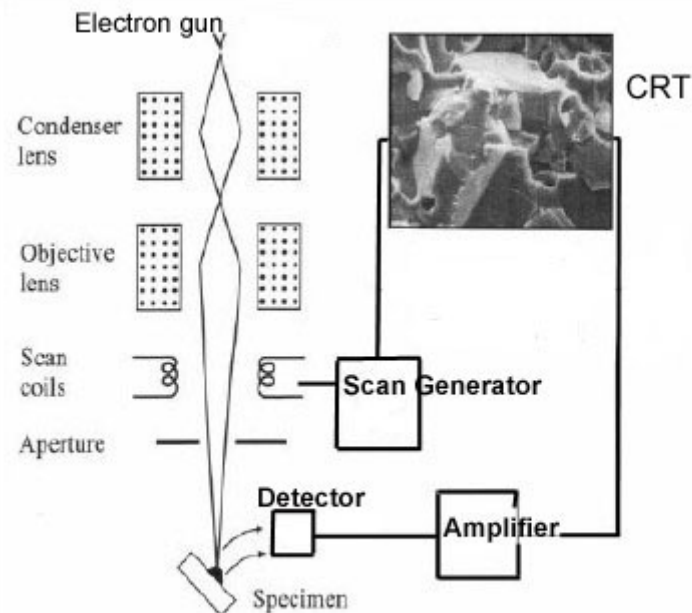 Electron gun
CRT
Condenser
lens
Objective
lens
Scan
coils
Scan Generator
Aperture
Detector
Amplifier
Specimen